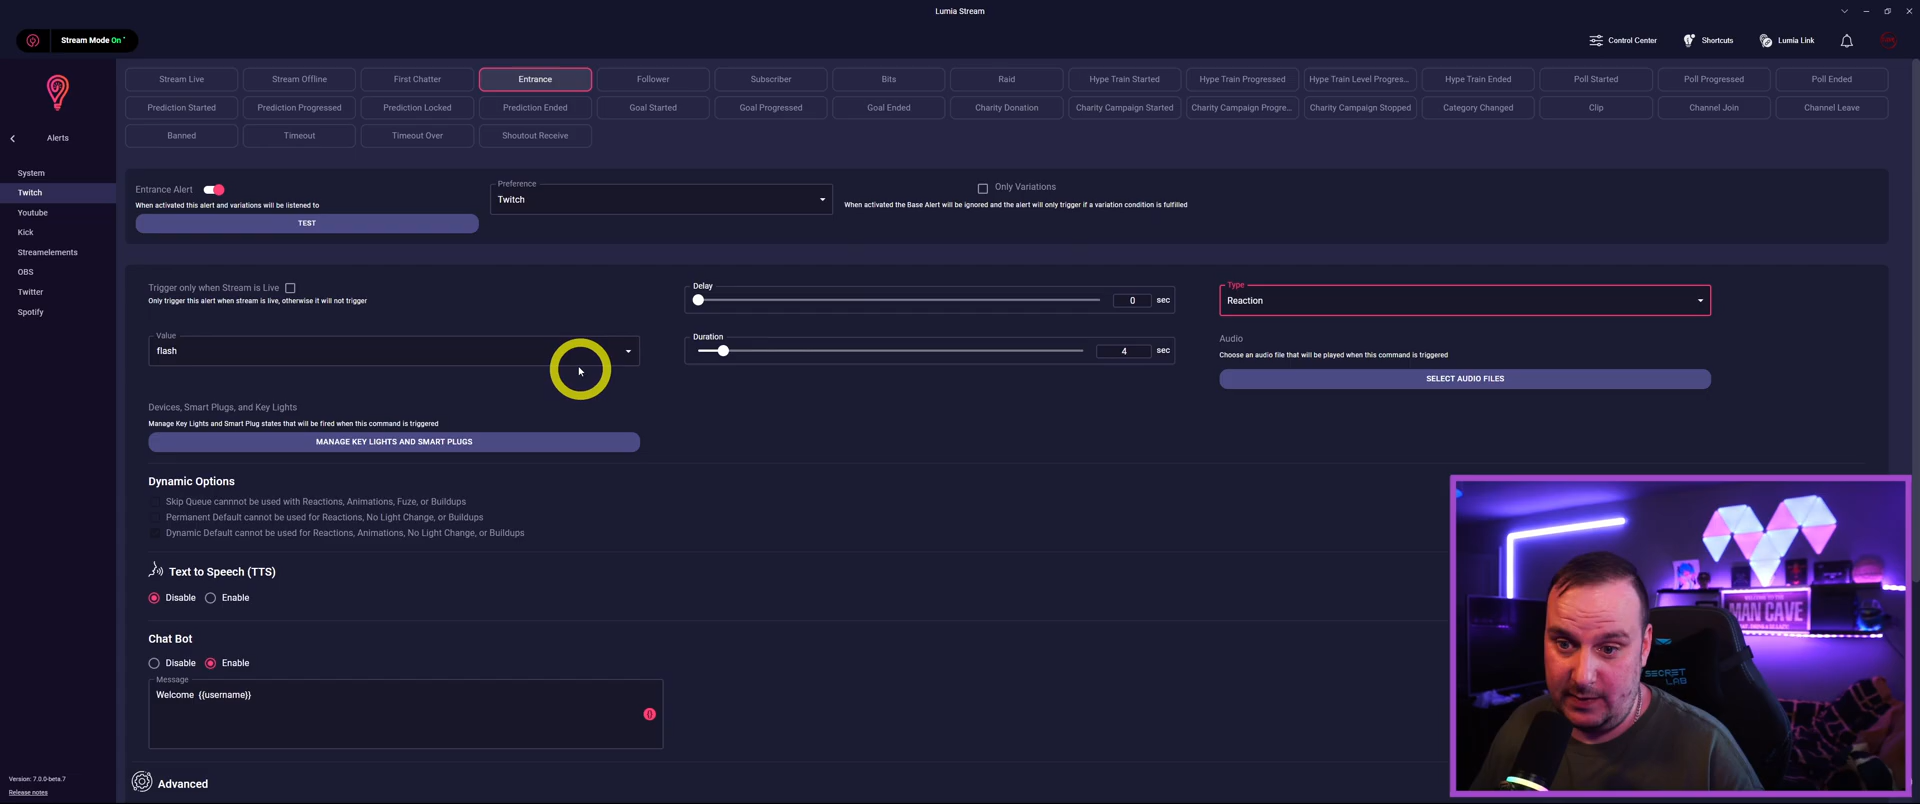 Lumia Stream
Stream Mode On
Control Center
Shortcuts
Lumia Link
Alerts
System
Twitch
Youtube
Kick
Streamelements
OBS
Twitter
Spotify
Stream Live
Stream Offline
First Chatter
Entrance
Follower
Subscriber
Bits
Raid
Hype Train Started
Hype Train Progressed
Hype Train Level Progres...
Hype Train Ended
Poll Started
Poll Progressed
Poll Ended
Prediction Started
Prediction Progressed
Prediction Locked
Prediction Ended
Goal Started
Goal Progressed
Goal Ended
Charity Donation
Charity Campaign Started
Charity Campaign Progre...
Charity Campaign Stopped
Category Changed
Clip
Channel Join
Channel Leave
Banned
Timeout
Timeout Over
Shoutout Receive
Entrance Alert
When activated this alert and variations will be listened to
TEST
Preference
Twitch
Only Variations
When activated the Base Alert will be ignored and the alert will only trigger if a variation condition is fulfilled
Trigger only when Stream is Live
Only trigger this alert when stream is live, otherwise it will not trigger
Delay
0 sec
Type
Reaction
Value
flash
Duration
4 sec
Audio
Choose an audio file that will be played when this command is triggered
SELECT AUDIO FILES
Devices, Smart Plugs, and Key Lights
Manage Key Lights and Smart Plug states that will be fired when this command is triggered
MANAGE KEY LIGHTS AND SMART PLUGS
Dynamic Options
Skip Queue cannnot be used with Reactions, Animations, Fuze, or Buildups
Permanent Default cannot be used for Reactions, No Light Change, or Buildups
Dynamic Default cannot be used for Reactions, Animations, No Light Change, or Buildups
Text to Speech (TTS)
Disable
Enable
Chat Bot
Disable
Enable
Message
Welcome {{username}}
Advanced
Version: 7.0.0-beta.7
Release notes
WELCOME TO THE
MAN CAVE
SECRET
LAB